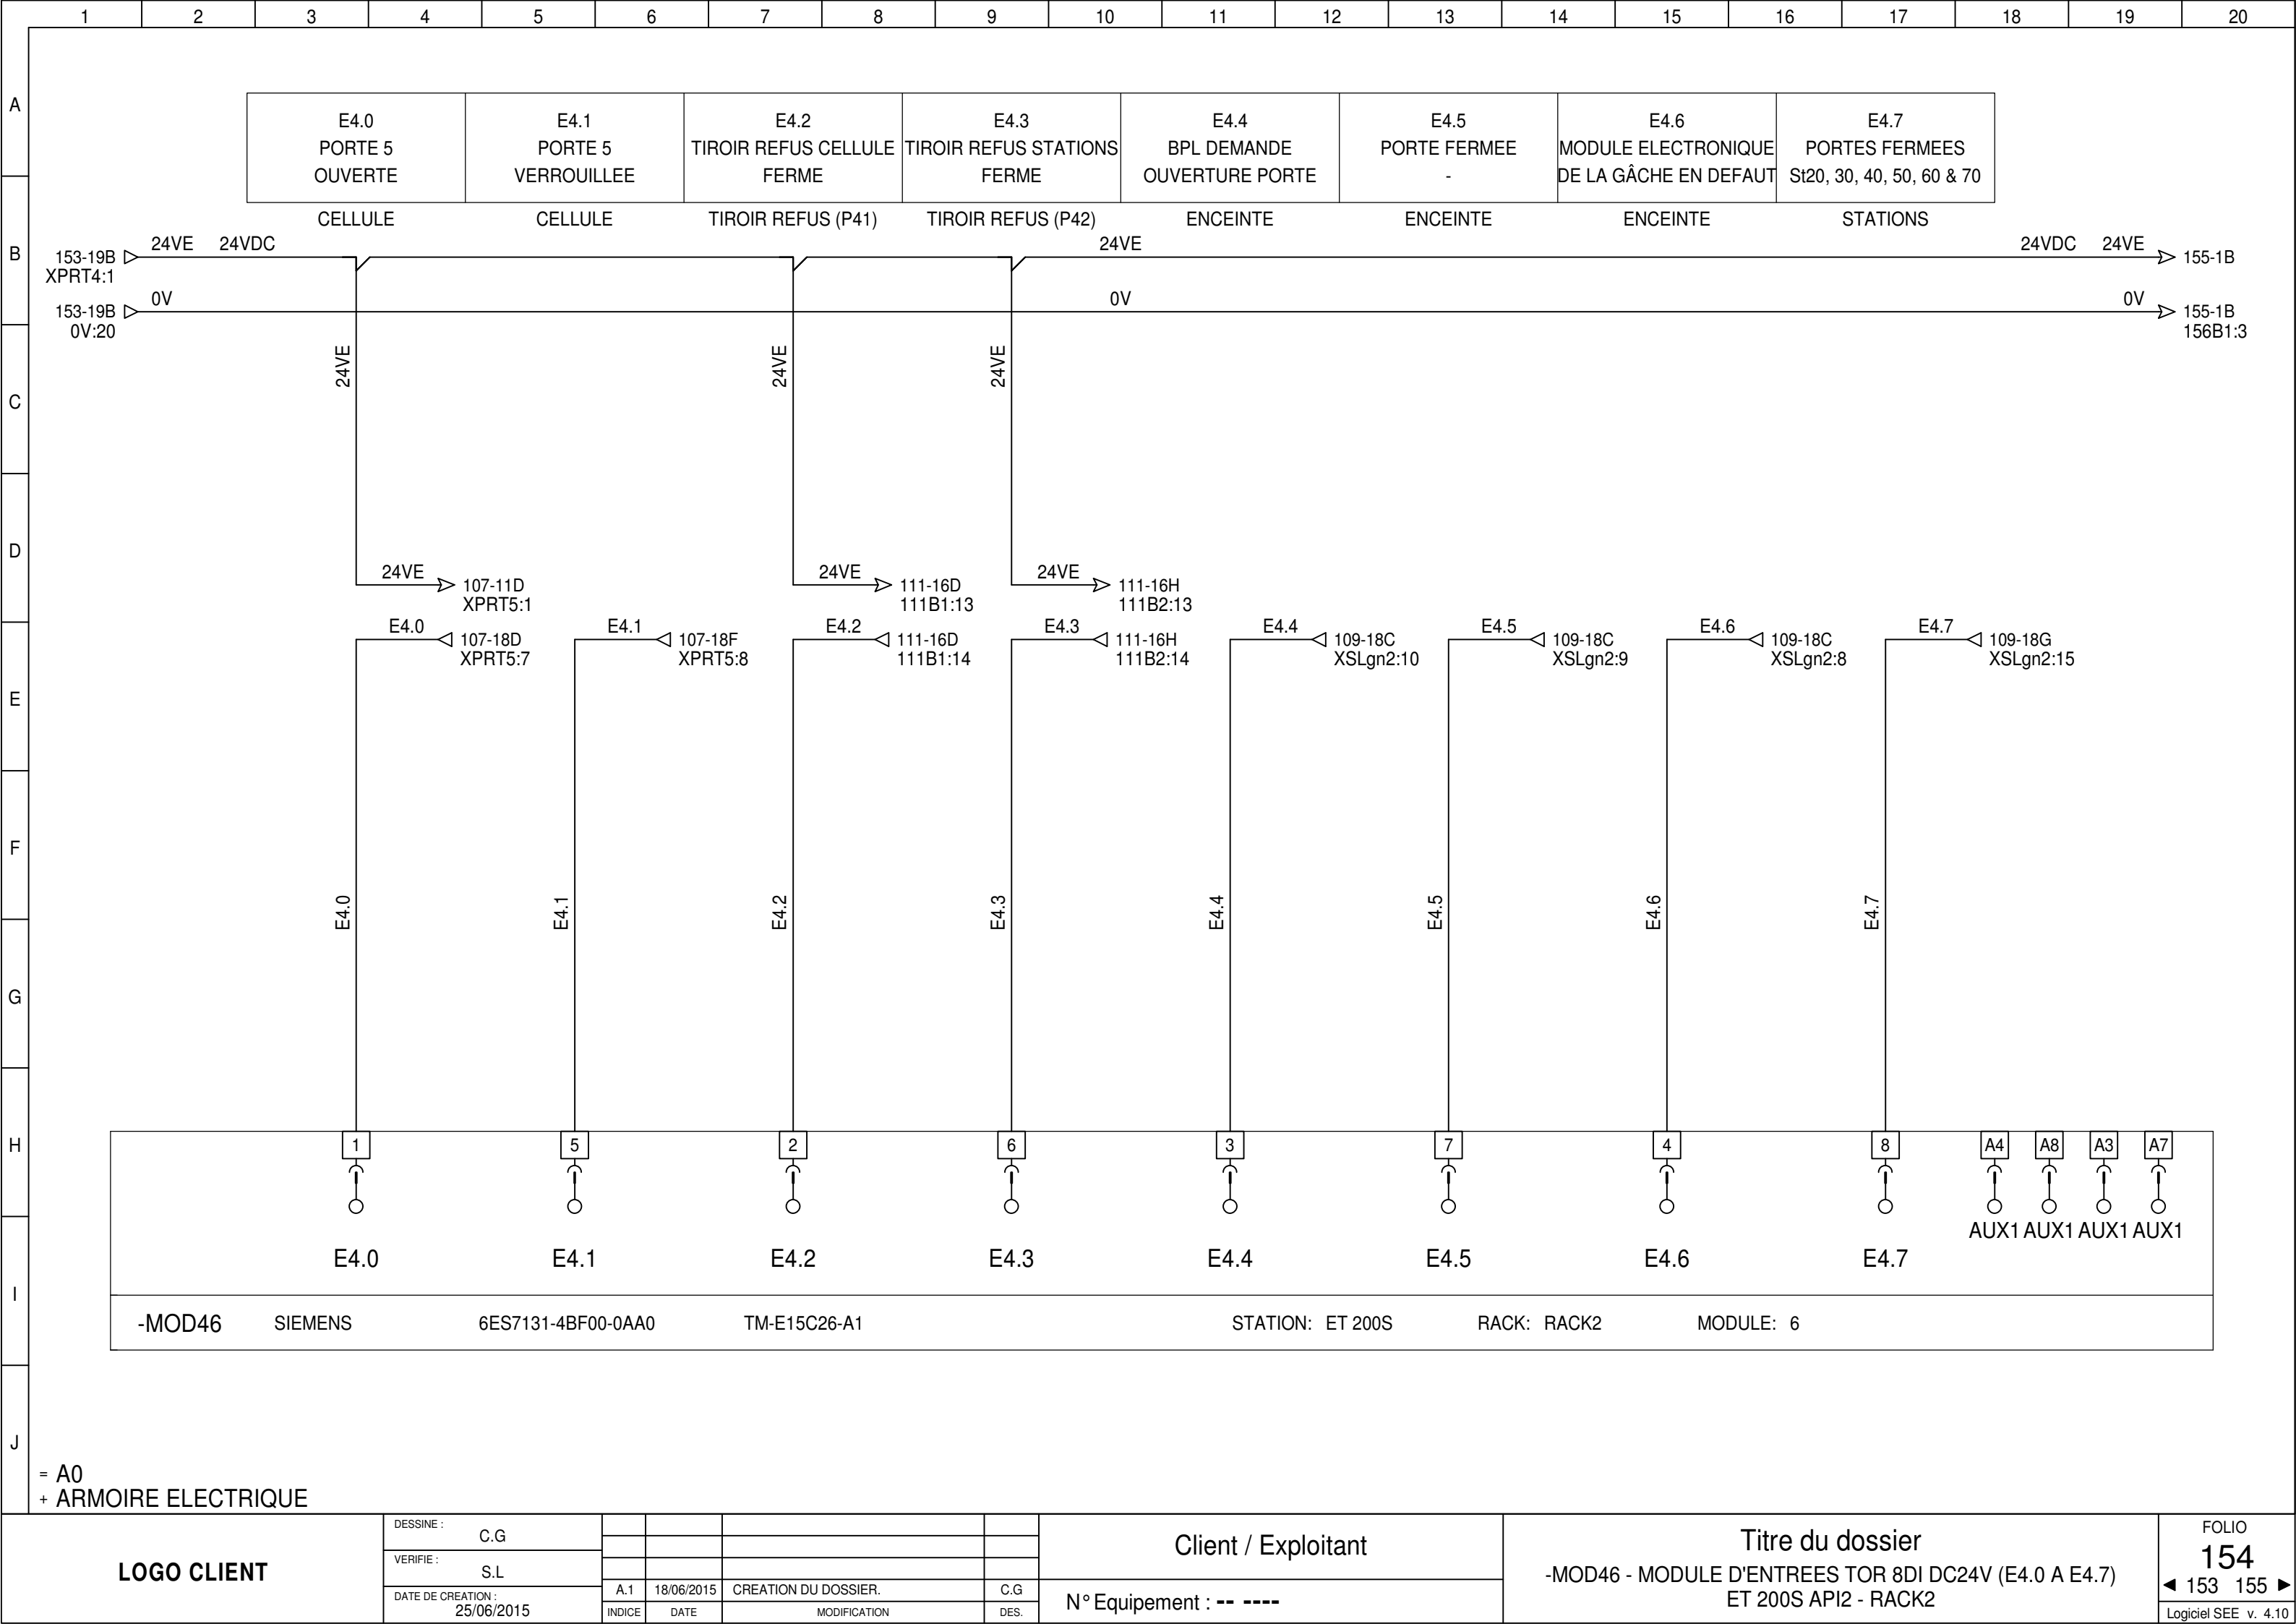 1 2 3 4 5 6 7 8 9 10 11 12 13 14 15 16 17 18 19 20
A
E4.0 E4.1 E4.2 E4.3 E4.4 E4.5 E4.6 E4.7
PORTE 5 PORTE 5 TIROIR REFUS CELLULE TIROIR REFUS STATIONS BPL DEMANDE PORTE FERMEE MODULE ELECTRONIQUE PORTES FERMEES
OUVERTE VERROUILLEE FERME FERME OUVERTURE PORTE - DE LA GÂCHE EN DEFAUT St20, 30, 40, 50, 60 & 70
CELLULE CELLULE TIROIR REFUS (P41) TIROIR REFUS (P42) ENCEINTE ENCEINTE ENCEINTE STATIONS
B
24VE 24VDC 24VE 24VDC 24VE
153-19B 155-1B
XPRT4:1
0V 0V 0V
153-19B 155-1B
0V:20 156B1:3
24VE 24VE 24VE
C
D
24VE 24VE 24VE
107-11D 111-16D 111-16H
XPRT5:1 111B1:13 111B2:13
E4.0 E4.1 E4.2 E4.3 E4.4 E4.5 E4.6 E4.7
107-18D 107-18F 111-16D 111-16H 109-18C 109-18C 109-18C 109-18G
XPRT5:7 XPRT5:8 111B1:14 111B2:14 XSLgn2:10 XSLgn2:9 XSLgn2:8 XSLgn2:15
E
F
E4.0 E4.1 E4.2 E4.3 E4.4 E4.5 E4.6 E4.7
G
H
1 5 2 6 3 7 4 8 A4 A8 A3 A7
AUX1 AUX1 AUX1 AUX1
E4.0 E4.1 E4.2 E4.3 E4.4 E4.5 E4.6 E4.7
I
-MOD46 SIEMENS 6ES7131-4BF00-0AA0 TM-E15C26-A1 STATION: ET 200S RACK: RACK2 MODULE: 6
J
= A0
+ ARMOIRE ELECTRIQUE
LOGO CLIENT
DESSINE :
C.G
VERIFIE :
S.L
DATE DE CREATION :
25/06/2015
A.1 18/06/2015 CREATION DU DOSSIER. C.G
INDICE DATE MODIFICATION DES.
Client / Exploitant
N° Equipement : -- ----
Titre du dossier
-MOD46 - MODULE D'ENTREES TOR 8DI DC24V (E4.0 A E4.7)
ET 200S API2 - RACK2
FOLIO
154
◄ 153 155 ►
Logiciel SEE v. 4.10